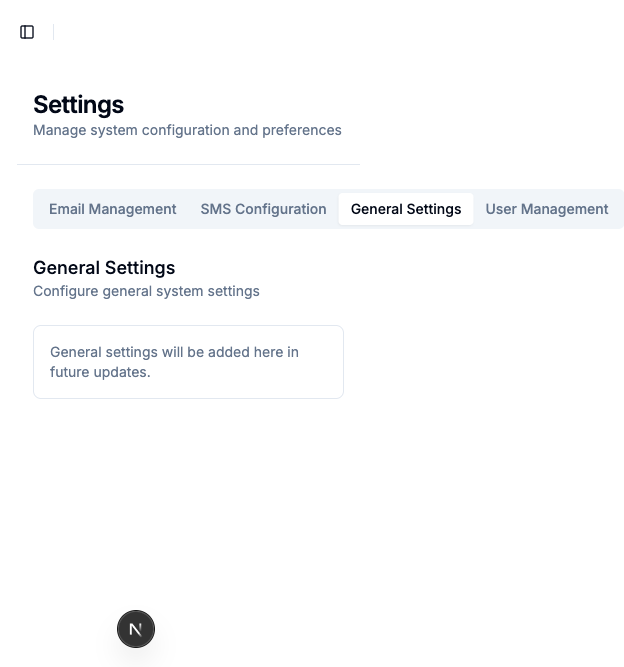 Settings
Manage system configuration and preferences
Email Management SMS Configuration General Settings User Management
General Settings
Configure general system settings
General settings will be added here in
future updates.
N